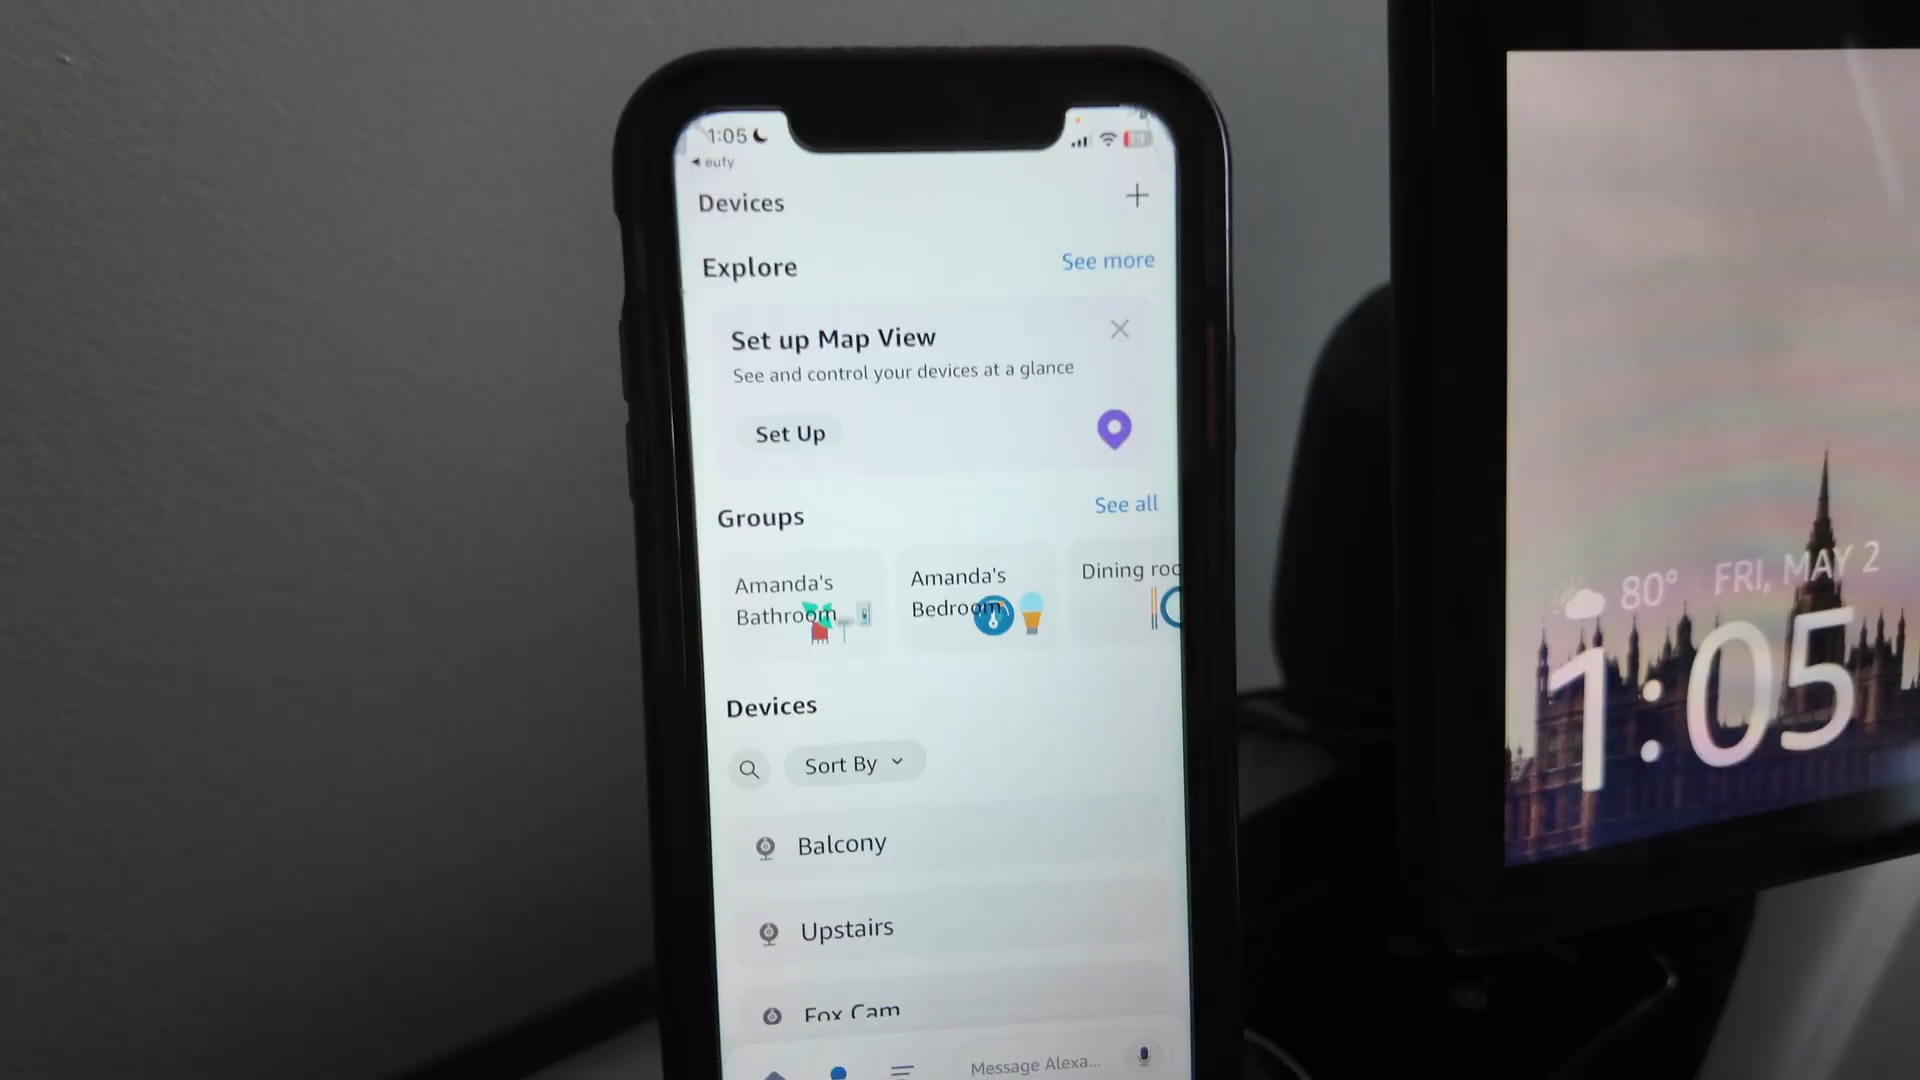 1:05
◀ eufy
Devices
Explore
See more
Set up Map View
See and control your devices at a glance
Set Up
Groups
See all
Amanda's
Bathroom
Amanda's
Bedroom
Dining roo
Devices
Sort By
Balcony
Upstairs
Fox Cam
Message Alexa...
80° FRI, MAY 2
1:05